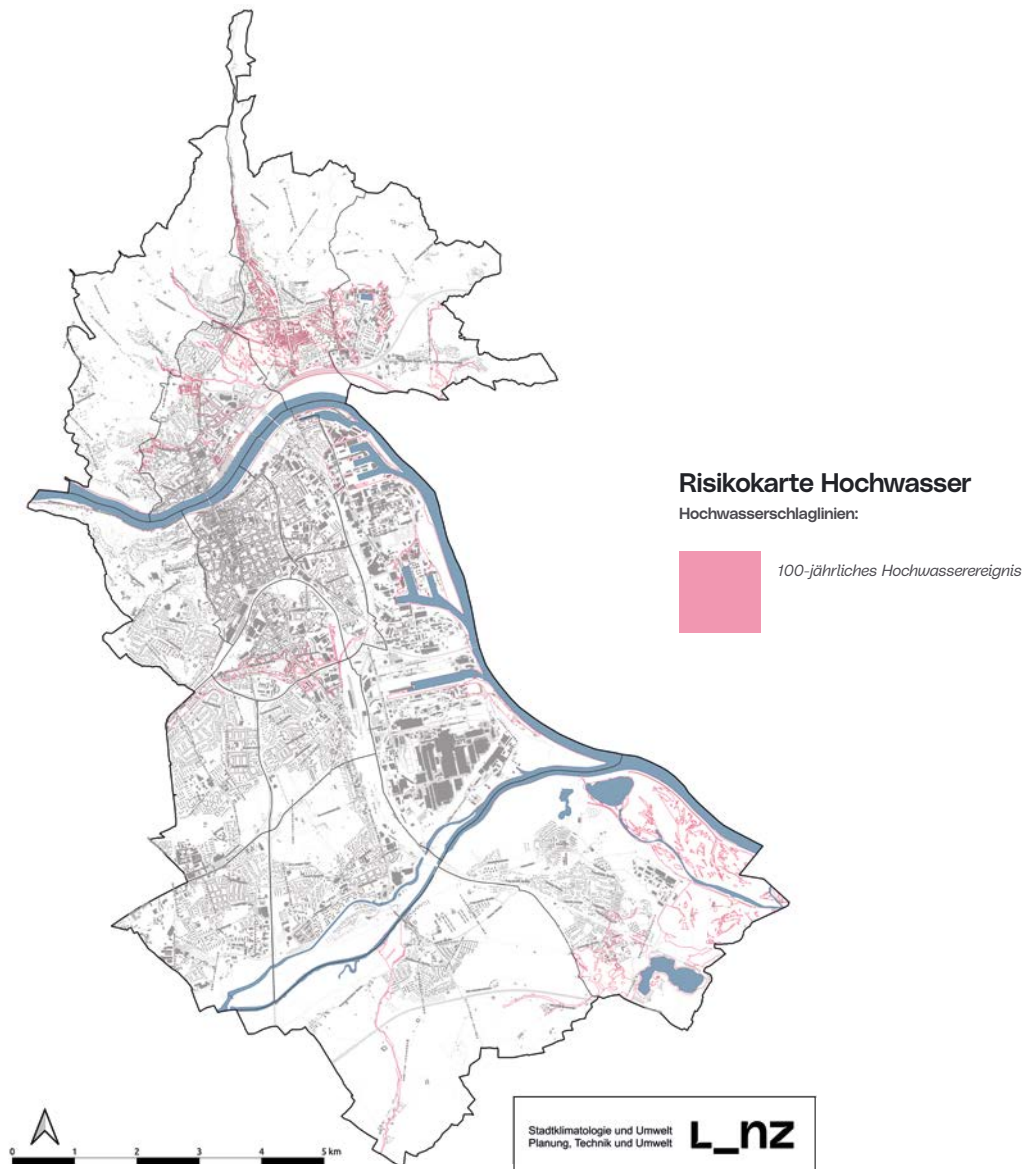 Risikokarte Hochwasser
Hochwasserschlaglinien:
100-jährliches Hochwasserereignis
0 1 2 3 4 5 km
Stadtklimatologie und Umwelt
Planung, Technik und Umwelt
L_nz